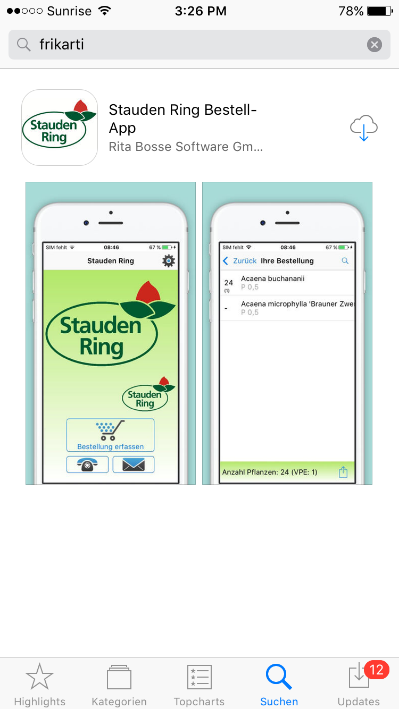 Sunrise 3:26 PM 78%
frikarti
Stauden Ring Bestell-
App
Rita Bosse Software Gm...
Stauden
Ring
SIM fehlt 08:46 67 %
Stauden Ring
Stauden
Ring
Stauden
Ring
Bestellung erfassen
SIM fehlt 08:46 67 %
Zurück Ihre Bestellung
24 Acaena buchananii
(1) P 0,5
- Acaena microphylla 'Brauner Zwe
P 0,5
Anzahl Pflanzen: 24 (VPE: 1)
Highlights Kategorien Topcharts Suchen Updates
12